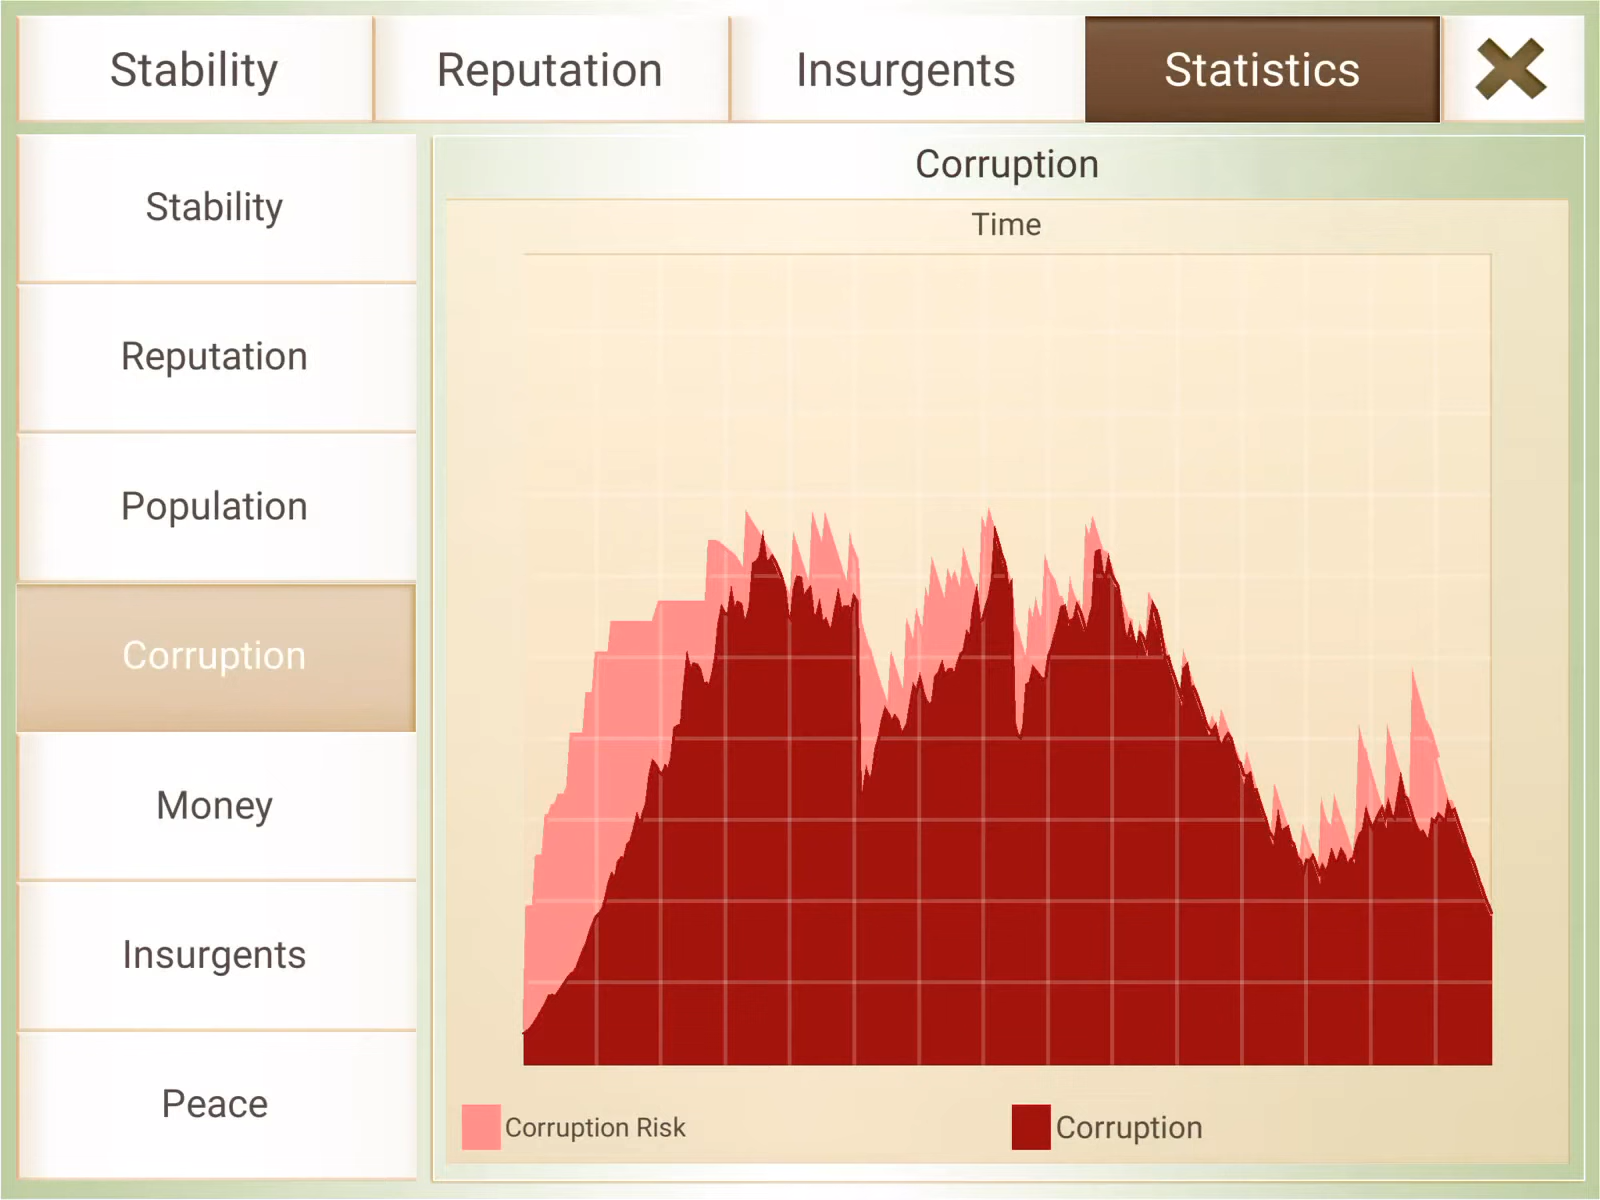 Stability
Reputation
Insurgents
Statistics
Stability
Reputation
Population
Corruption
Money
Insurgents
Peace
Corruption
Time
Corruption Risk
Corruption